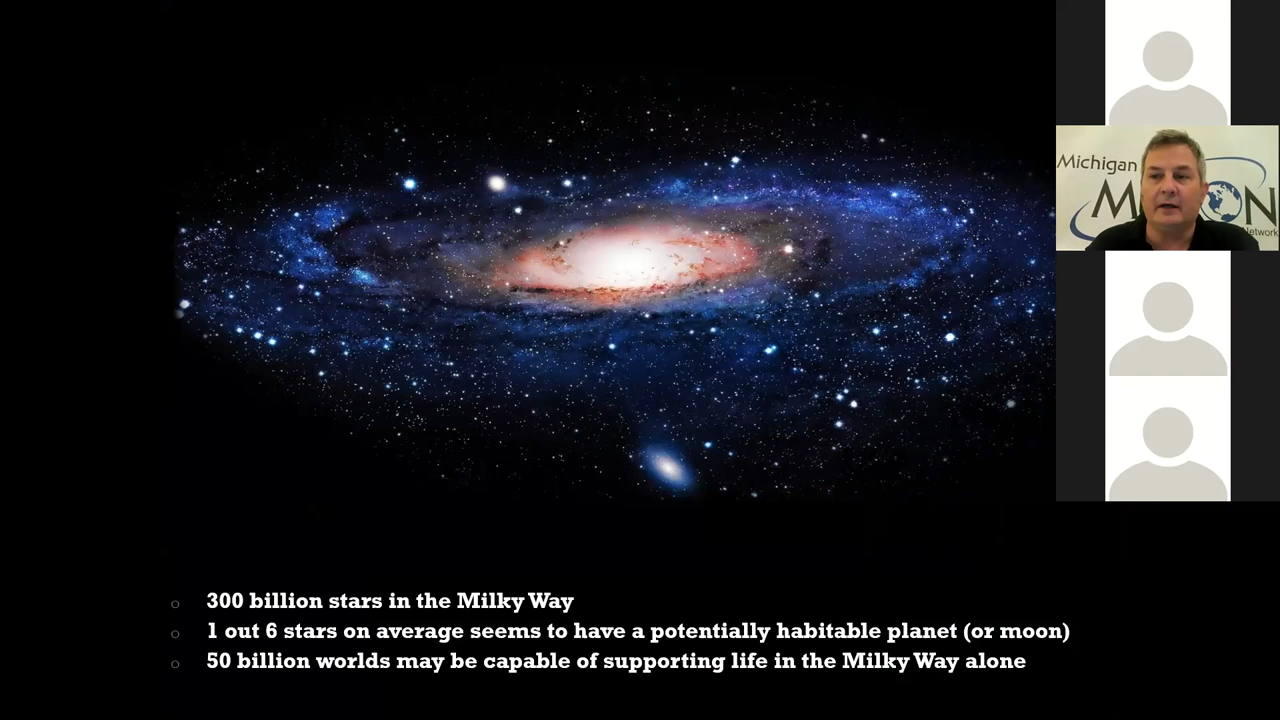 Michigan
M N
Network
300 billion stars in the Milky Way
1 out 6 stars on average seems to have a potentially habitable planet (or moon)
50 billion worlds may be capable of supporting life in the Milky Way alone